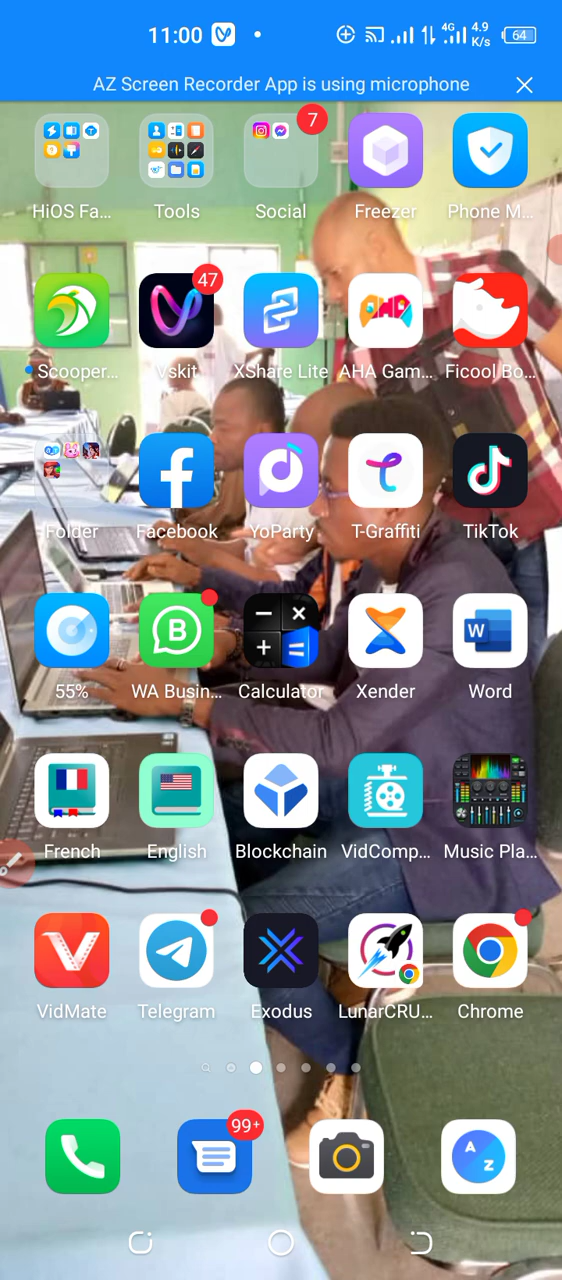 11:00
4G 4.9 K/s 64
AZ Screen Recorder App is using microphone
7
HiOS Fa... Tools Social Freezer Phone M...
47
Scooper... Vskit XShare Lite AHA Gam... Ficool Bo...
Folder Facebook YoParty T-Graffiti TikTok
B W
55% WA Busin... Calculator Xender Word
French English Blockchain VidComp... Music Pla...
VidMate Telegram Exodus LunarCRU... Chrome
99+
A Z